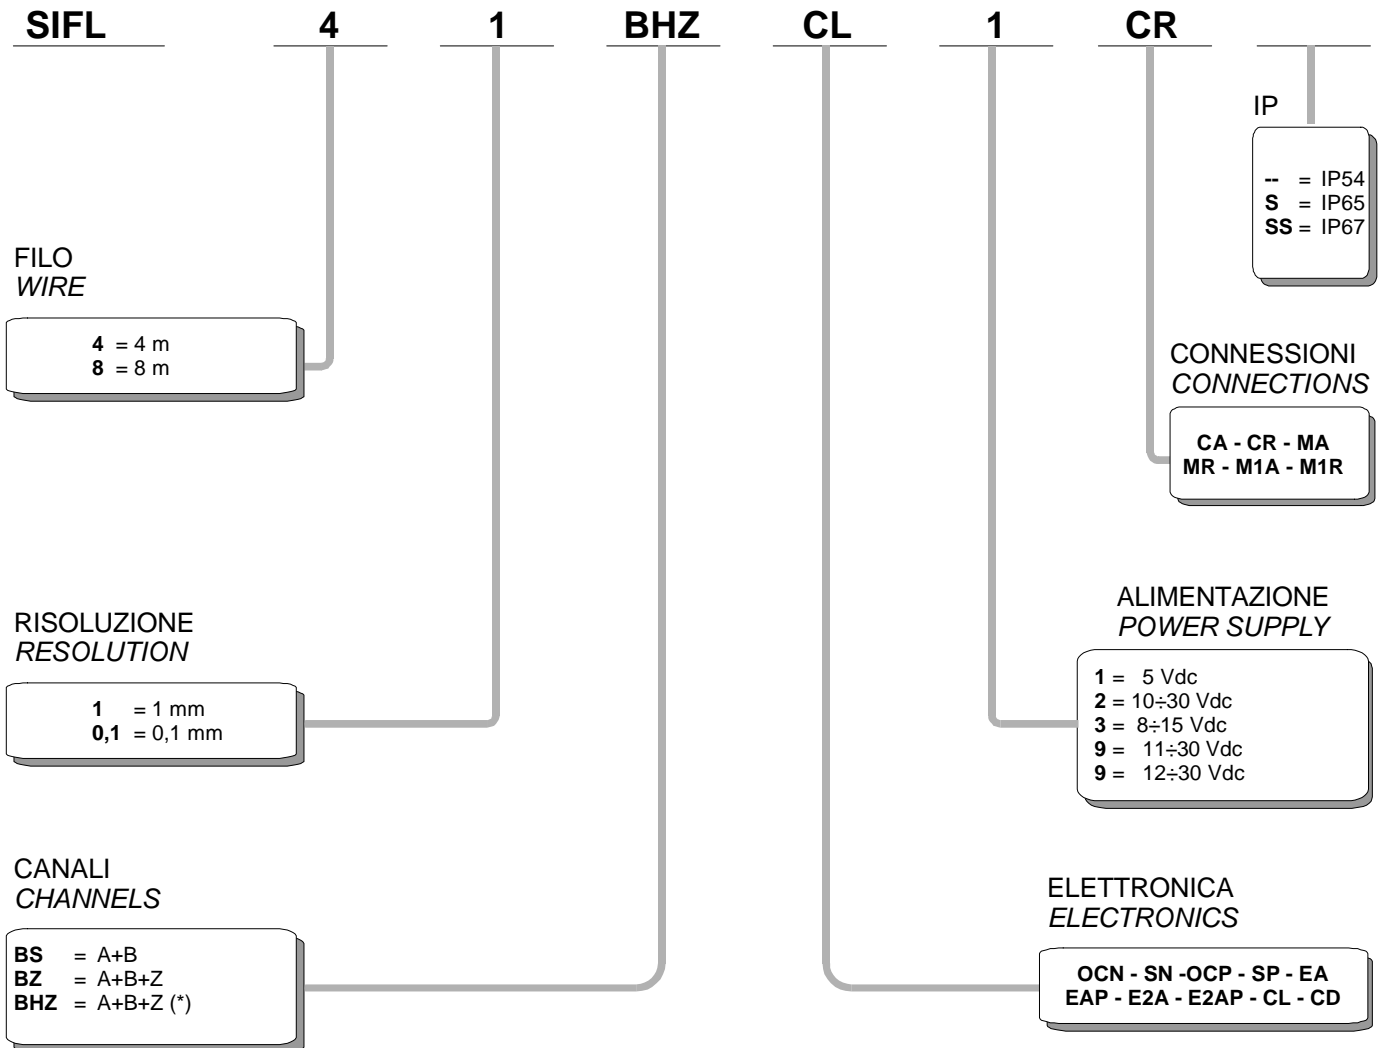 SIFL 4 1 BHZ CL 1 CR
IP
-- = IP54
S = IP65
SS = IP67
FILO
WIRE
4 = 4 m
8 = 8 m
CONNESSIONI
CONNECTIONS
CA - CR - MA
MR - M1A - M1R
RISOLUZIONE
RESOLUTION
1 = 1 mm
0,1 = 0,1 mm
ALIMENTAZIONE
POWER SUPPLY
1 = 5 Vdc
2 = 10÷30 Vdc
3 = 8÷15 Vdc
9 = 11÷30 Vdc
9 = 12÷30 Vdc
CANALI
CHANNELS
BS = A+B
BZ = A+B+Z
BHZ = A+B+Z (*)
ELETTRONICA
ELECTRONICS
OCN - SN -OCP - SP - EA
EAP - E2A - E2AP - CL - CD